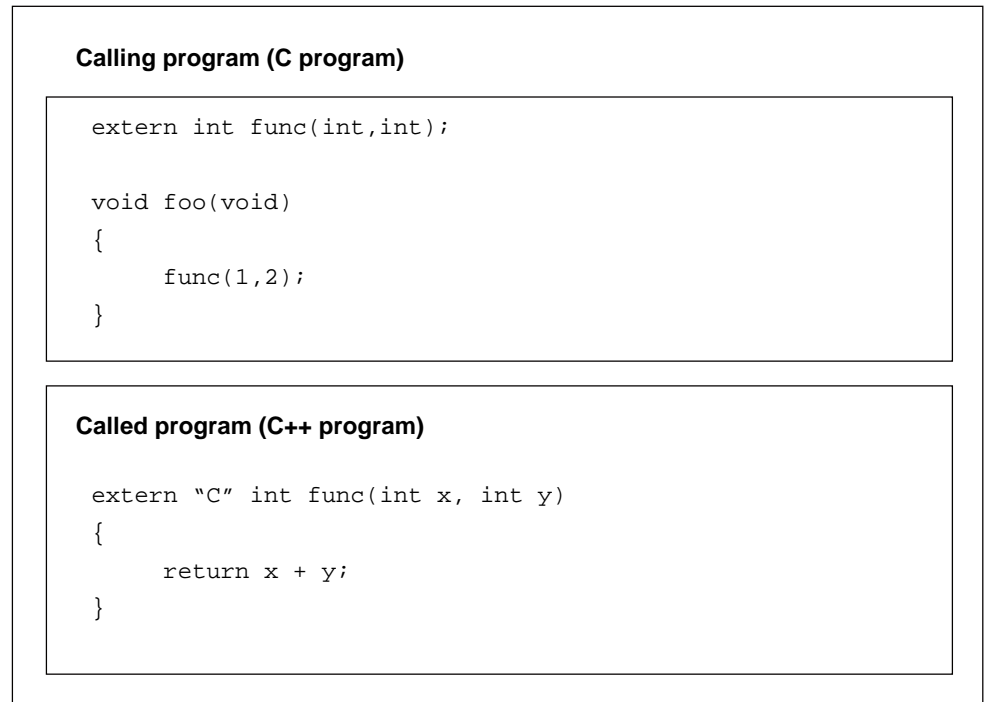 Calling program (C program)
extern int func(int,int);
void foo(void)
{
func(1,2);
}
Called program (C++ program)
extern “C” int func(int x, int y)
{
return x + y;
}